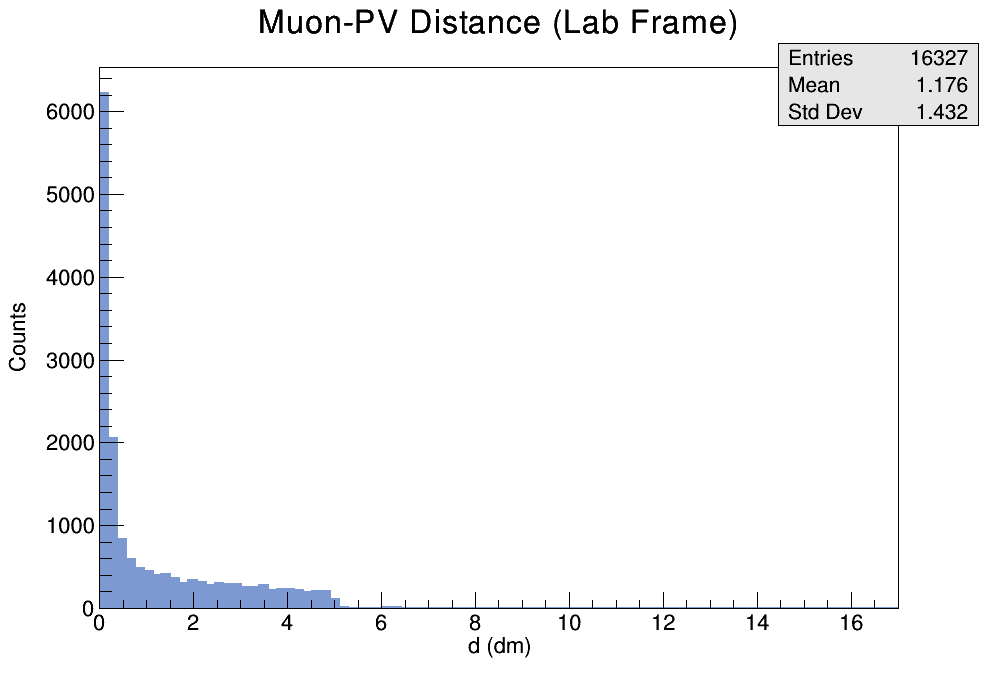 Muon-PV Distance (Lab Frame)
Entries 16327
Mean 1.176
Std Dev 1.432
Counts
6000
5000
4000
3000
2000
1000
0
0 2 4 6 8 10 12 14 16
d (dm)